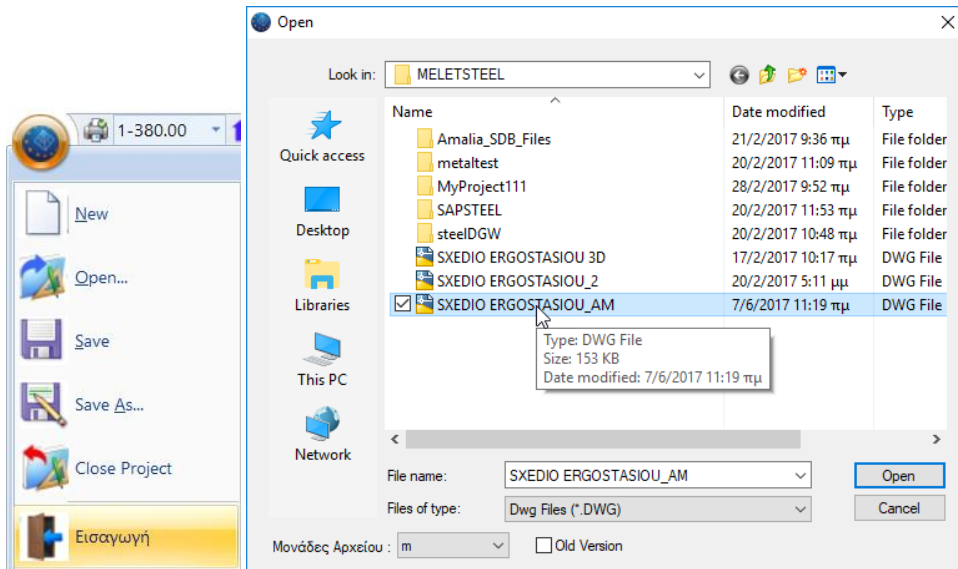 1-380.00
New
Open...
Save
Save As...
Close Project
Εισαγωγή
Open
Look in: MELETSTEEL
Quick access
Desktop
Libraries
This PC
Network
Name Date modified Type
Amalia_SDB_Files 21/2/2017 9:36 πμ File folder
metaltest 20/2/2017 11:09 πμ File folder
MyProject111 28/2/2017 9:52 πμ File folder
SAPSTEEL 20/2/2017 11:53 πμ File folder
steelDGW 20/2/2017 10:48 πμ File folder
SXEDIO ERGOSTASIOU 3D 17/2/2017 10:17 πμ DWG File
SXEDIO ERGOSTASIOU_2 20/2/2017 5:11 μμ DWG File
SXEDIO ERGOSTASIOU_AM 7/6/2017 11:19 πμ DWG File
Type: DWG File
Size: 153 KB
Date modified: 7/6/2017 11:19 πμ
File name: SXEDIO ERGOSTASIOU_AM Open
Files of type: Dwg Files (*.DWG) Cancel
Μονάδες Αρχείου : m Old Version